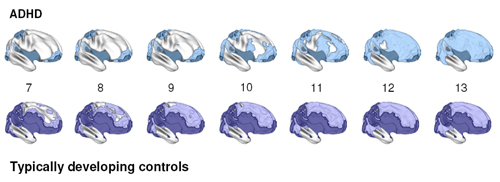 ADHD
7 8 9 10 11 12 13
Typically developing controls